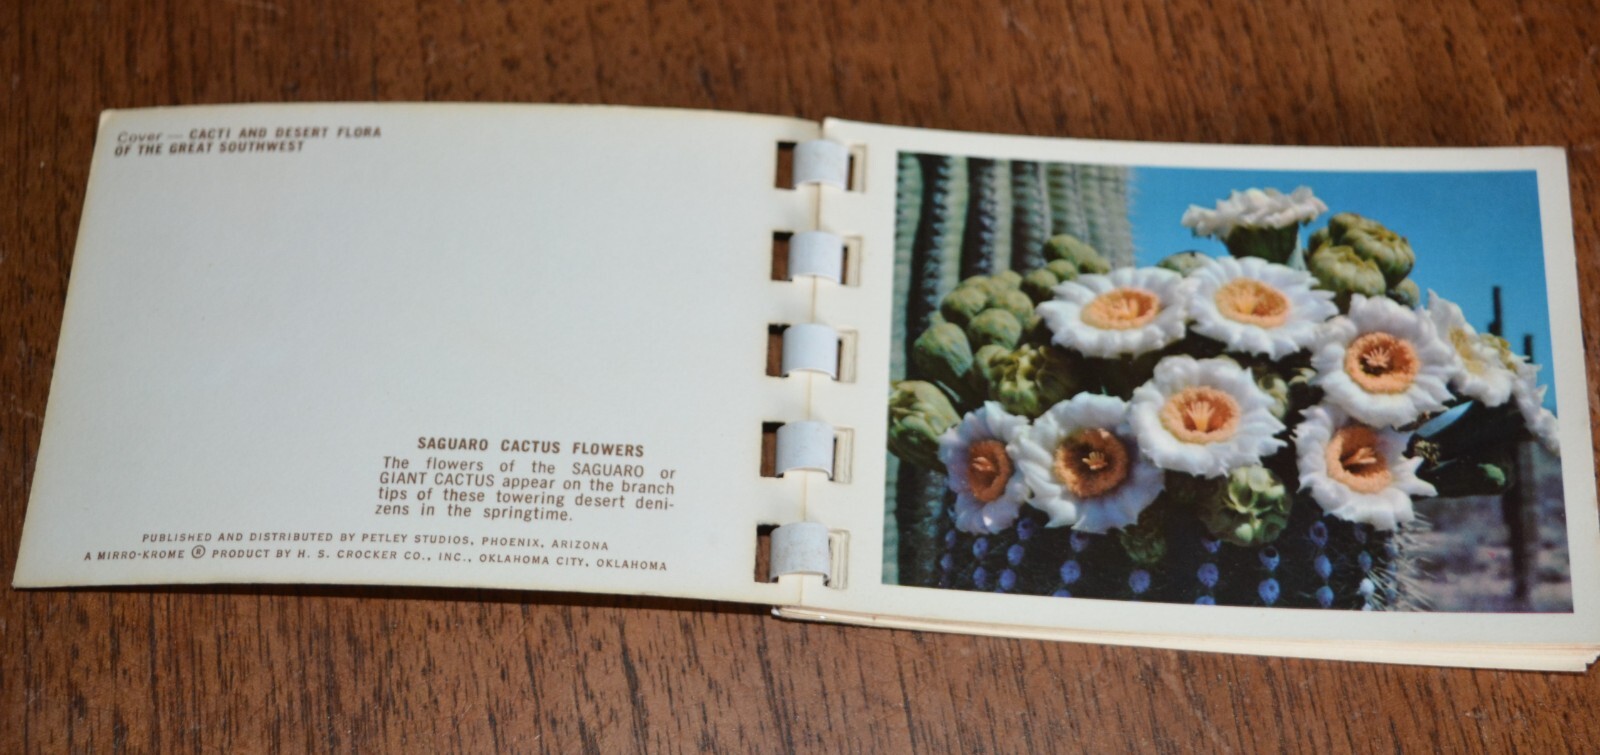 Cover — CACTI AND DESERT FLORA
OF THE GREAT SOUTHWEST
SAGUARO CACTUS FLOWERS
The flowers of the SAGUARO or
GIANT CACTUS appear on the branch
tips of these towering desert deni-
zens in the springtime.
PUBLISHED AND DISTRIBUTED BY PETLEY STUDIOS, PHOENIX, ARIZONA
A MIRRO-KROME ® PRODUCT BY H. S. CROCKER CO., INC., OKLAHOMA CITY, OKLAHOMA